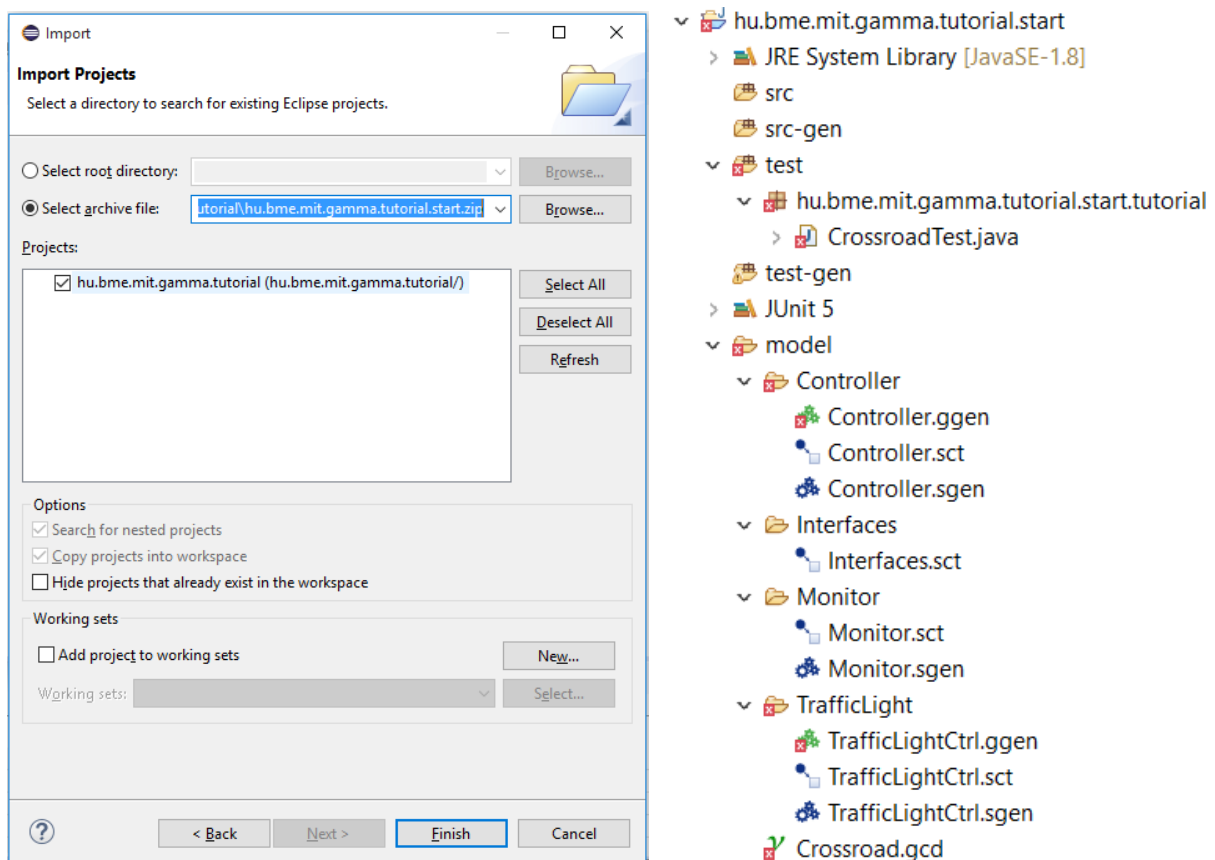 Import
Import Projects
Select a directory to search for existing Eclipse projects.
Select root directory:
Browse...
Select archive file:
utorial\hu.bme.mit.gamma.tutorial.start.zip
Browse...
Projects:
hu.bme.mit.gamma.tutorial (hu.bme.mit.gamma.tutorial/)
Select All
Deselect All
Refresh
Options
Search for nested projects
Copy projects into workspace
Hide projects that already exist in the workspace
Working sets
Add project to working sets
New...
Working sets:
Select...
?
< Back
Next >
Finish
Cancel
hu.bme.mit.gamma.tutorial.start
JRE System Library [JavaSE-1.8]
src
src-gen
test
hu.bme.mit.gamma.tutorial.start.tutorial
CrossroadTest.java
test-gen
JUnit 5
model
Controller
Controller.ggen
Controller.sct
Controller.sgen
Interfaces
Interfaces.sct
Monitor
Monitor.sct
Monitor.sgen
TrafficLight
TrafficLightCtrl.ggen
TrafficLightCtrl.sct
TrafficLightCtrl.sgen
Crossroad.gcd